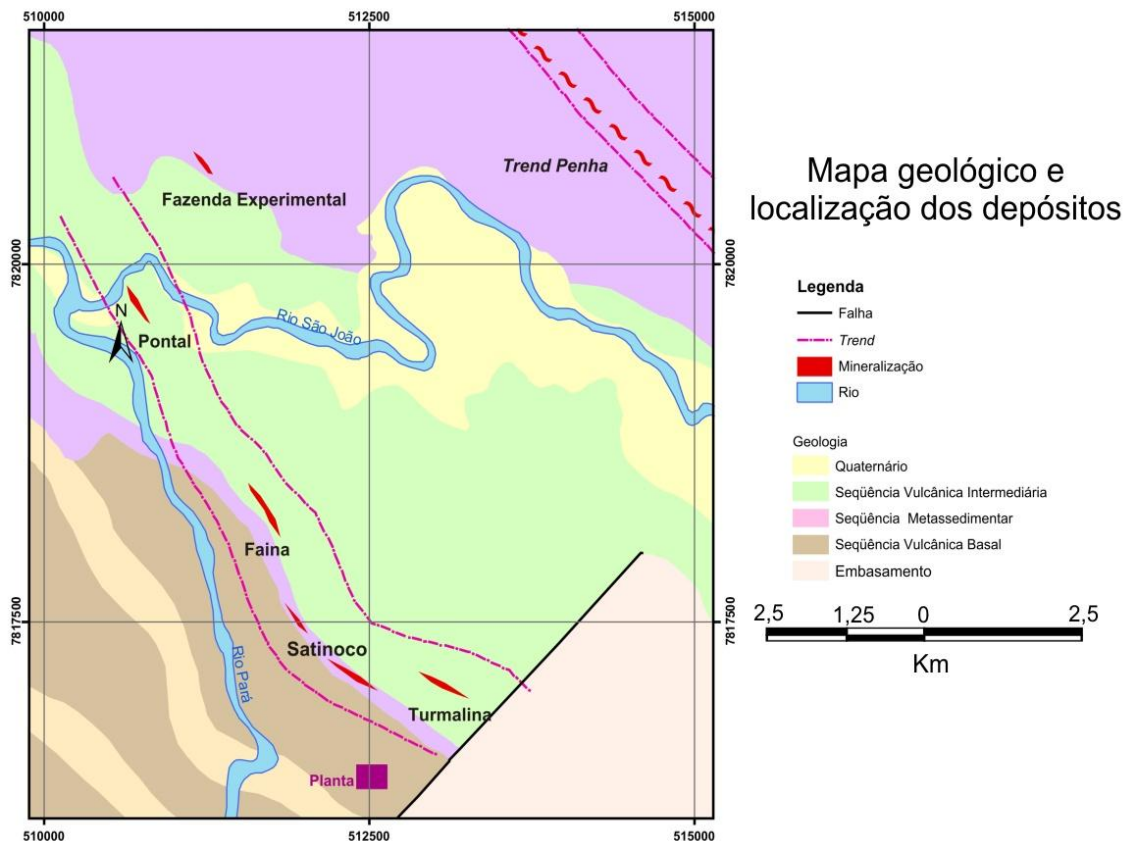 510000
512500
515000
Trend Penha
Fazenda Experimental
7820000
7820000
Rio São João
N
Pontal
Faina
7817500
7817500
Satinoco
Rio Pará
Turmalina
Planta
510000
512500
515000
Mapa geológico e
localização dos depósitos
Legenda
Falha
Trend
Mineralização
Rio
Geologia
Quaternário
Seqüência Vulcânica Intermediária
Seqüência Metassedimentar
Seqüência Vulcânica Basal
Embasamento
2,5 1,25 0 2,5
Km